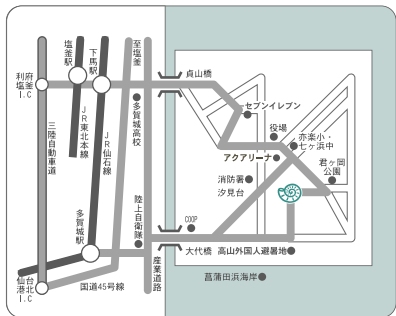 塩釜駅
下馬駅
至塩釜
利府塩釜I.C
貞山橋
セブンイレブン
JR東北本線
多賀城高校
役場
亦楽小・七ヶ浜中
三陸自動車道
JR仙石線
アクアリーナ
君ヶ岡公園
消防署
汐見台
陸上自衛隊
多賀城駅
COOP
大代橋
高山外国人避暑地
仙台港北I.C
国道45号線
産業道路
菖蒲田浜海岸